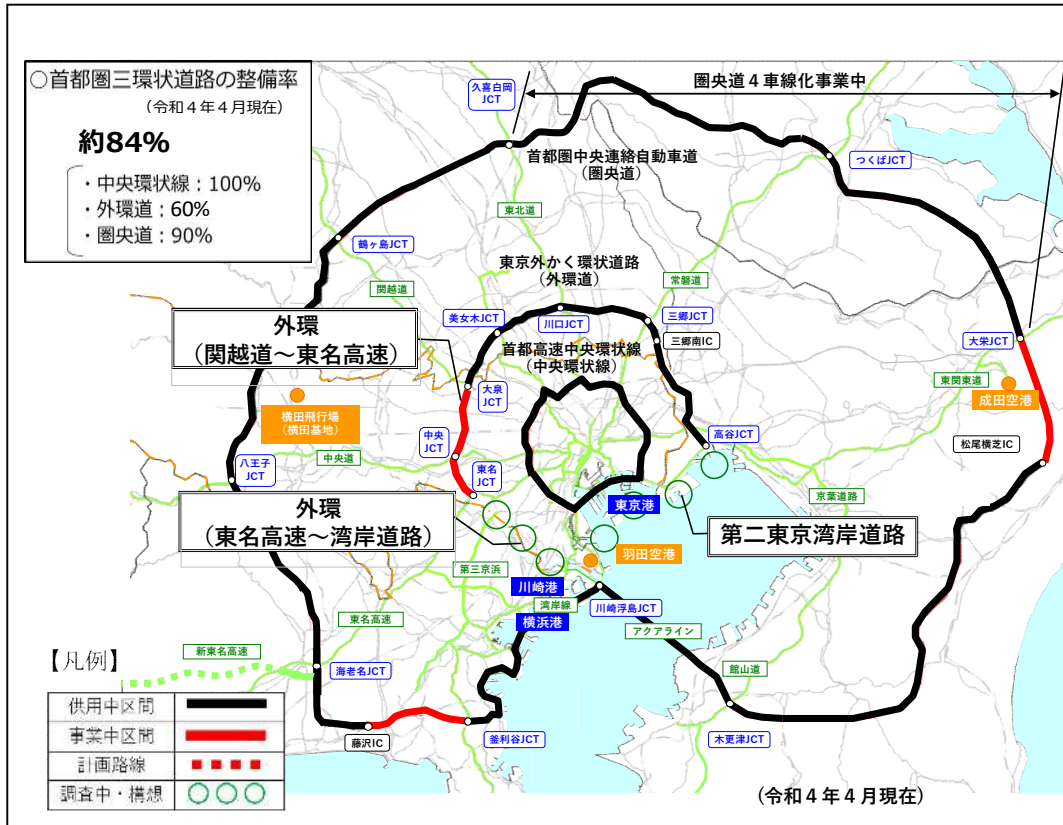 ○首都圏三環状道路の整備率
(令和４年４月現在)
約84%
・中央環状線：100%
・外環道：60%
・圏央道：90%
久喜白岡
JCT
圏央道４車線化事業中
首都圏中央連絡自動車道
(圏央道)
つくばJCT
東北道
鶴ヶ島JCT
東京外かく環状道路
(外環道)
常磐道
関越道
美女木JCT
川口JCT
三郷JCT
外環
（関越道～東名高速）
三郷南IC
大栄JCT
首都高速中央環状線
(中央環状線)
大泉
JCT
東関東道
成田空港
横田飛行場
(横田基地)
中央
JCT
高谷JCT
松尾横芝IC
八王子
JCT
中央道
東名
JCT
京葉道路
外環
（東名高速～湾岸道路）
東京港
第二東京湾岸道路
羽田空港
第三京浜
川崎港
湾岸線
川崎浮島JCT
東名高速
横浜港
アクアライン
新東名高速
【凡例】
海老名JCT
館山道
供用中区間
事業中区間
計画路線
調査中・構想
藤沢IC
釜利谷JCT
木更津JCT
(令和４年４月現在)